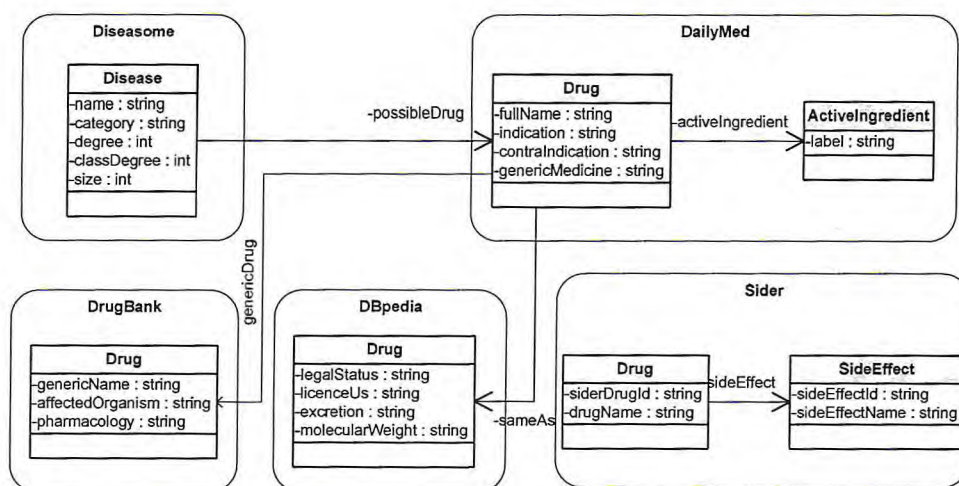 Diseasome
Disease
-name : string
-category : string
-degree : int
-classDegree : int
-size : int
-possibleDrug
DailyMed
Drug
-fullName : string
-indication : string
-contraIndication : string
-genericMedicine : string
-activeIngredient
ActiveIngredient
-label : string
genericDrug
DrugBank
Drug
-genericName : string
-affectedOrganism : string
-pharmacology : string
DBpedia
Drug
-legalStatus : string
-licenceUs : string
-excretion : string
-molecularWeight : string
-sameAs
Sider
Drug
-siderDrugId : string
-drugName : string
sideEffect
SideEffect
-sideEffectId : string
-sideEffectName : string